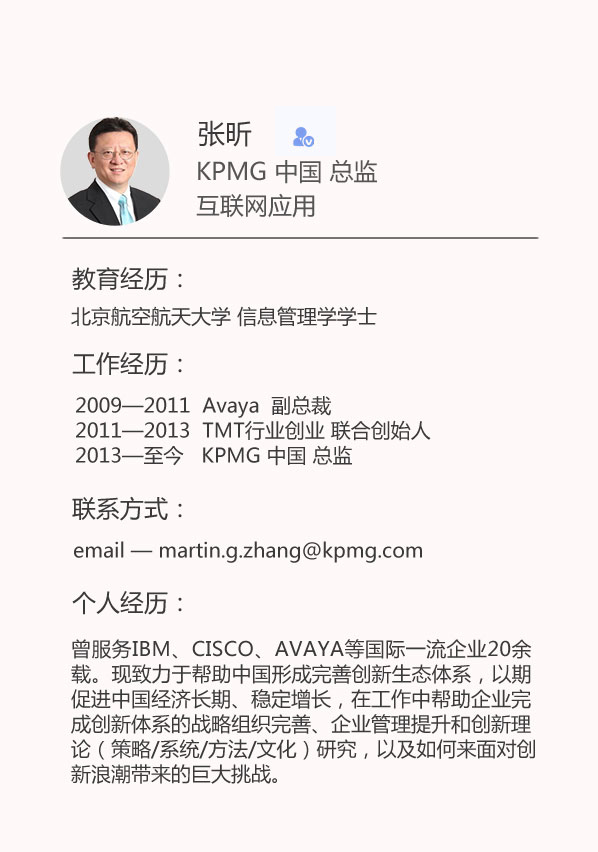 张昕
KPMG 中国 总监
互联网应用
教育经历：
北京航空航天大学 信息管理学学士
工作经历：
2009—2011 Avaya 副总裁
2011—2013 TMT行业创业 联合创始人
2013—至今 KPMG 中国 总监
联系方式：
email — martin.g.zhang@kpmg.com
个人经历：
曾服务IBM、CISCO、AVAYA等国际一流企业20余
载。现致力于帮助中国形成完善创新生态体系，以期
促进中国经济长期、稳定增长，在工作中帮助企业完
成创新体系的战略组织完善、企业管理提升和创新理
论（策略/系统/方法/文化）研究，以及如何来面对创
新浪潮带来的巨大挑战。